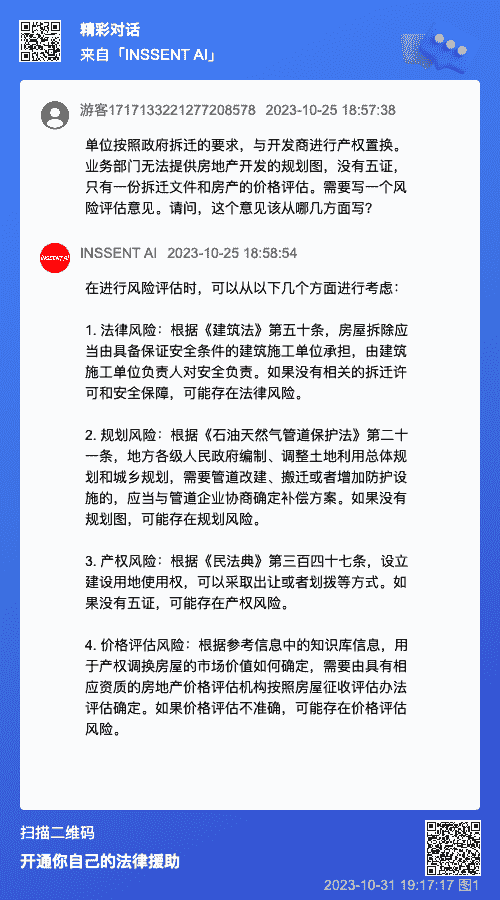 精彩对话
来自「INSSENT AI」
游客1717133221277208578 2023-10-25 18:57:38
单位按照政府拆迁的要求，与开发商进行产权置换。
业务部门无法提供房地产开发的规划图，没有五证，
只有一份拆迁文件和房产的价格评估。需要写一个风
险评估意见。请问，这个意见该从哪几方面写？
INSSENT AI
INSSENT AI 2023-10-25 18:58:54
在进行风险评估时，可以从以下几个方面进行考虑：
1. 法律风险：根据《建筑法》第五十条，房屋拆除应
当由具备保证安全条件的建筑施工单位承担，由建筑
施工单位负责人对安全负责。如果没有相关的拆迁许
可和安全保障，可能存在法律风险。
2. 规划风险：根据《石油天然气管道保护法》第二十
一条，地方各级人民政府编制、调整土地利用总体规
划和城乡规划，需要管道改建、搬迁或者增加防护设
施的，应当与管道企业协商确定补偿方案。如果没有
规划图，可能存在规划风险。
3. 产权风险：根据《民法典》第三百四十七条，设立
建设用地使用权，可以采取出让或者划拨等方式。如
果没有五证，可能存在产权风险。
4. 价格评估风险：根据参考信息中的知识库信息，用
于产权调换房屋的市场价值如何确定，需要由具有相
应资质的房地产价格评估机构按照房屋征收评估办法
评估确定。如果价格评估不准确，可能存在价格评估
风险。
扫描二维码
开通你自己的法律援助
2023-10-31 19:17:17 图1